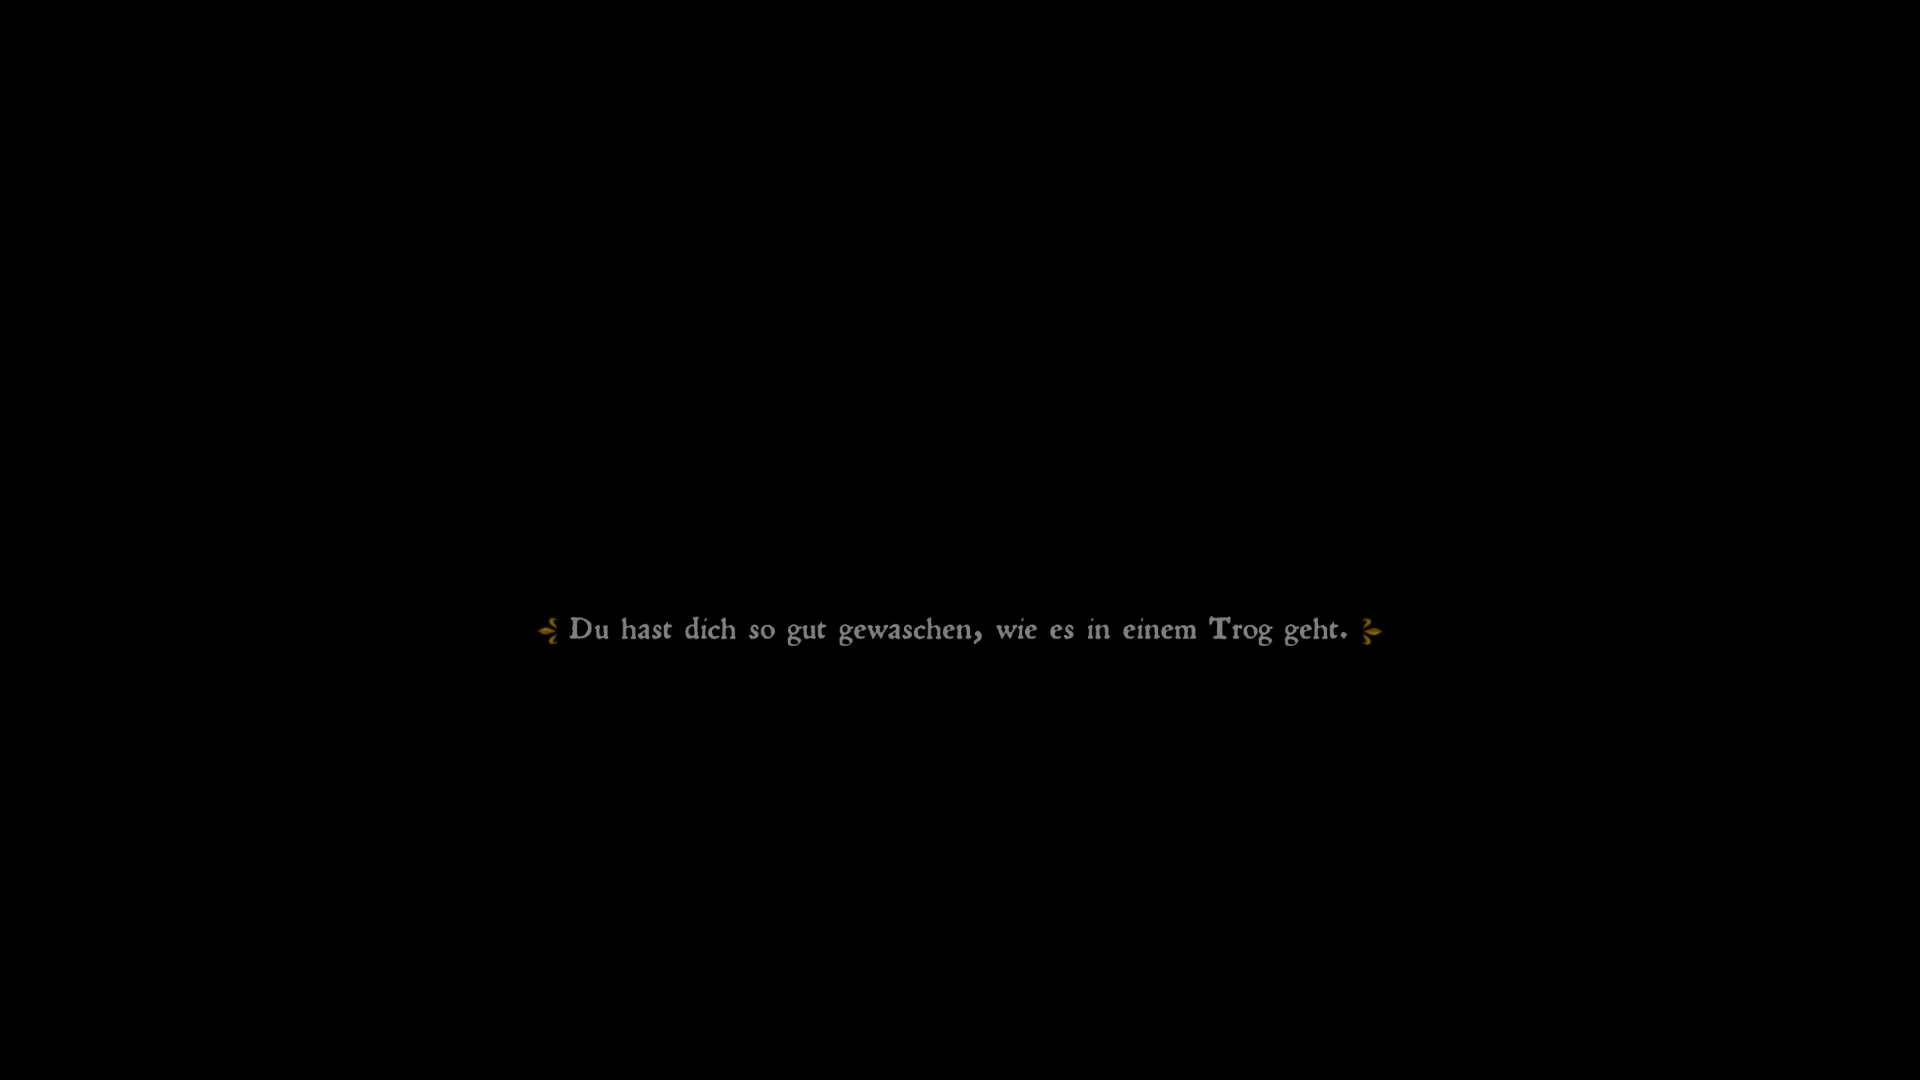 Du hast dich so gut gewaschen, wie es in einem Trog geht.